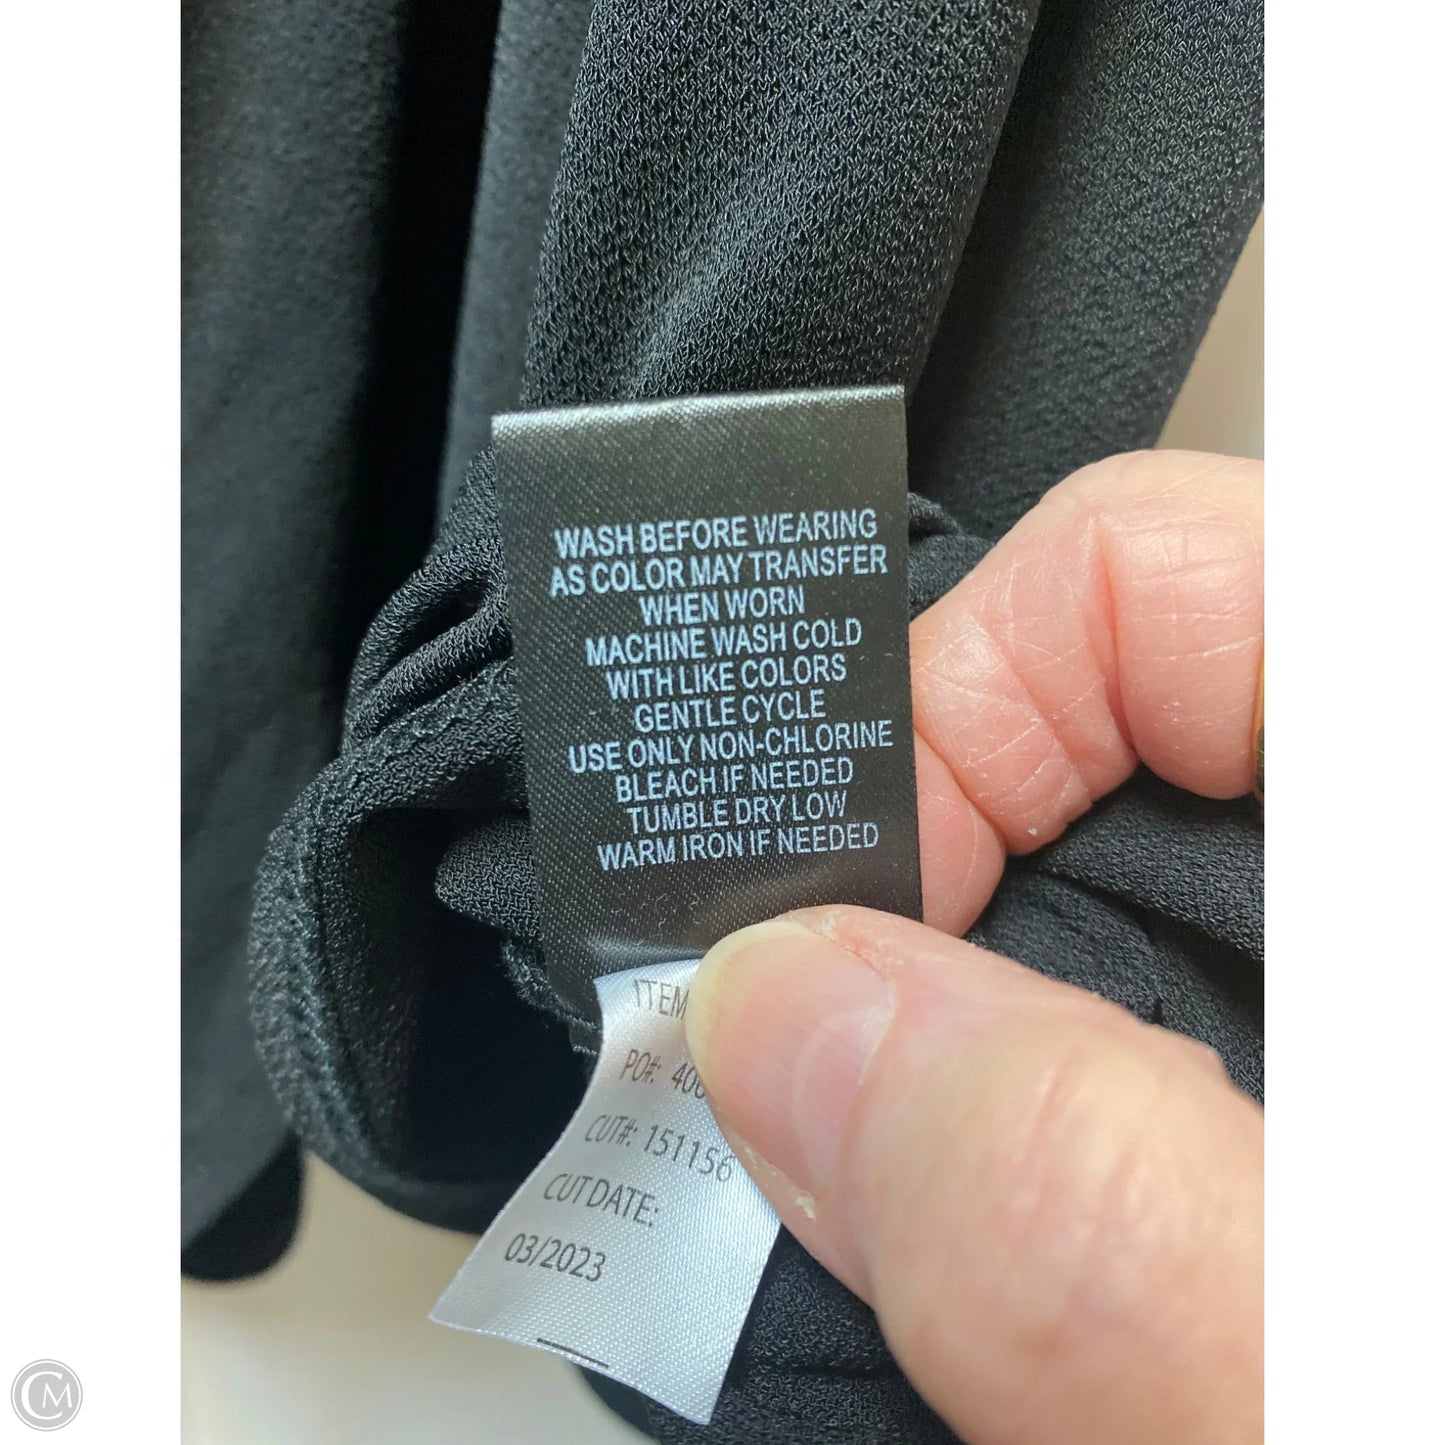 WASH BEFORE WEARING
AS COLOR MAY TRANSFER
WHEN WORN
MACHINE WASH COLD
WITH LIKE COLORS
GENTLE CYCLE
USE ONLY NON-CHLORINE
BLEACH IF NEEDED
TUMBLE DRY LOW
WARM IRON IF NEEDED
ITEM
PO#:
CUT#: 151156
CUT DATE:
03/2023
CM